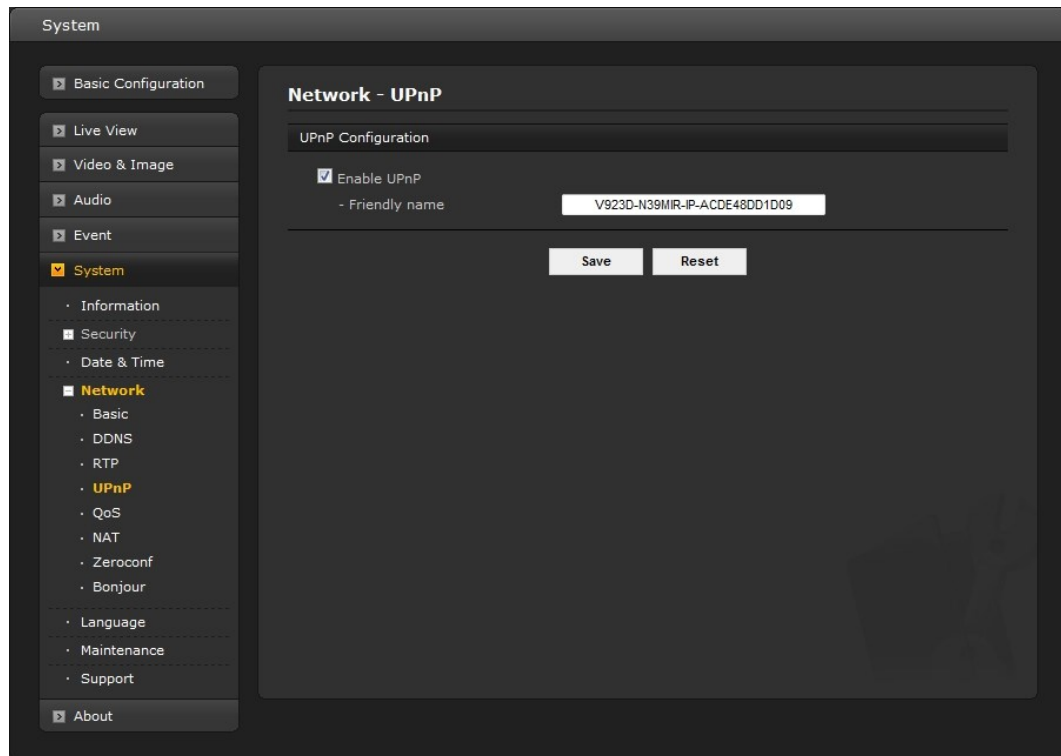 System
Basic Configuration
Live View
Video & Image
Audio
Event
System
· Information
Security
· Date & Time
Network
· Basic
· DDNS
· RTP
· UPnP
· QoS
· NAT
· Zeroconf
· Bonjour
· Language
· Maintenance
· Support
About
Network - UPnP
UPnP Configuration
Enable UPnP
- Friendly name
V923D-N39MIR-IP-ACDE48DD1D09
Save Reset